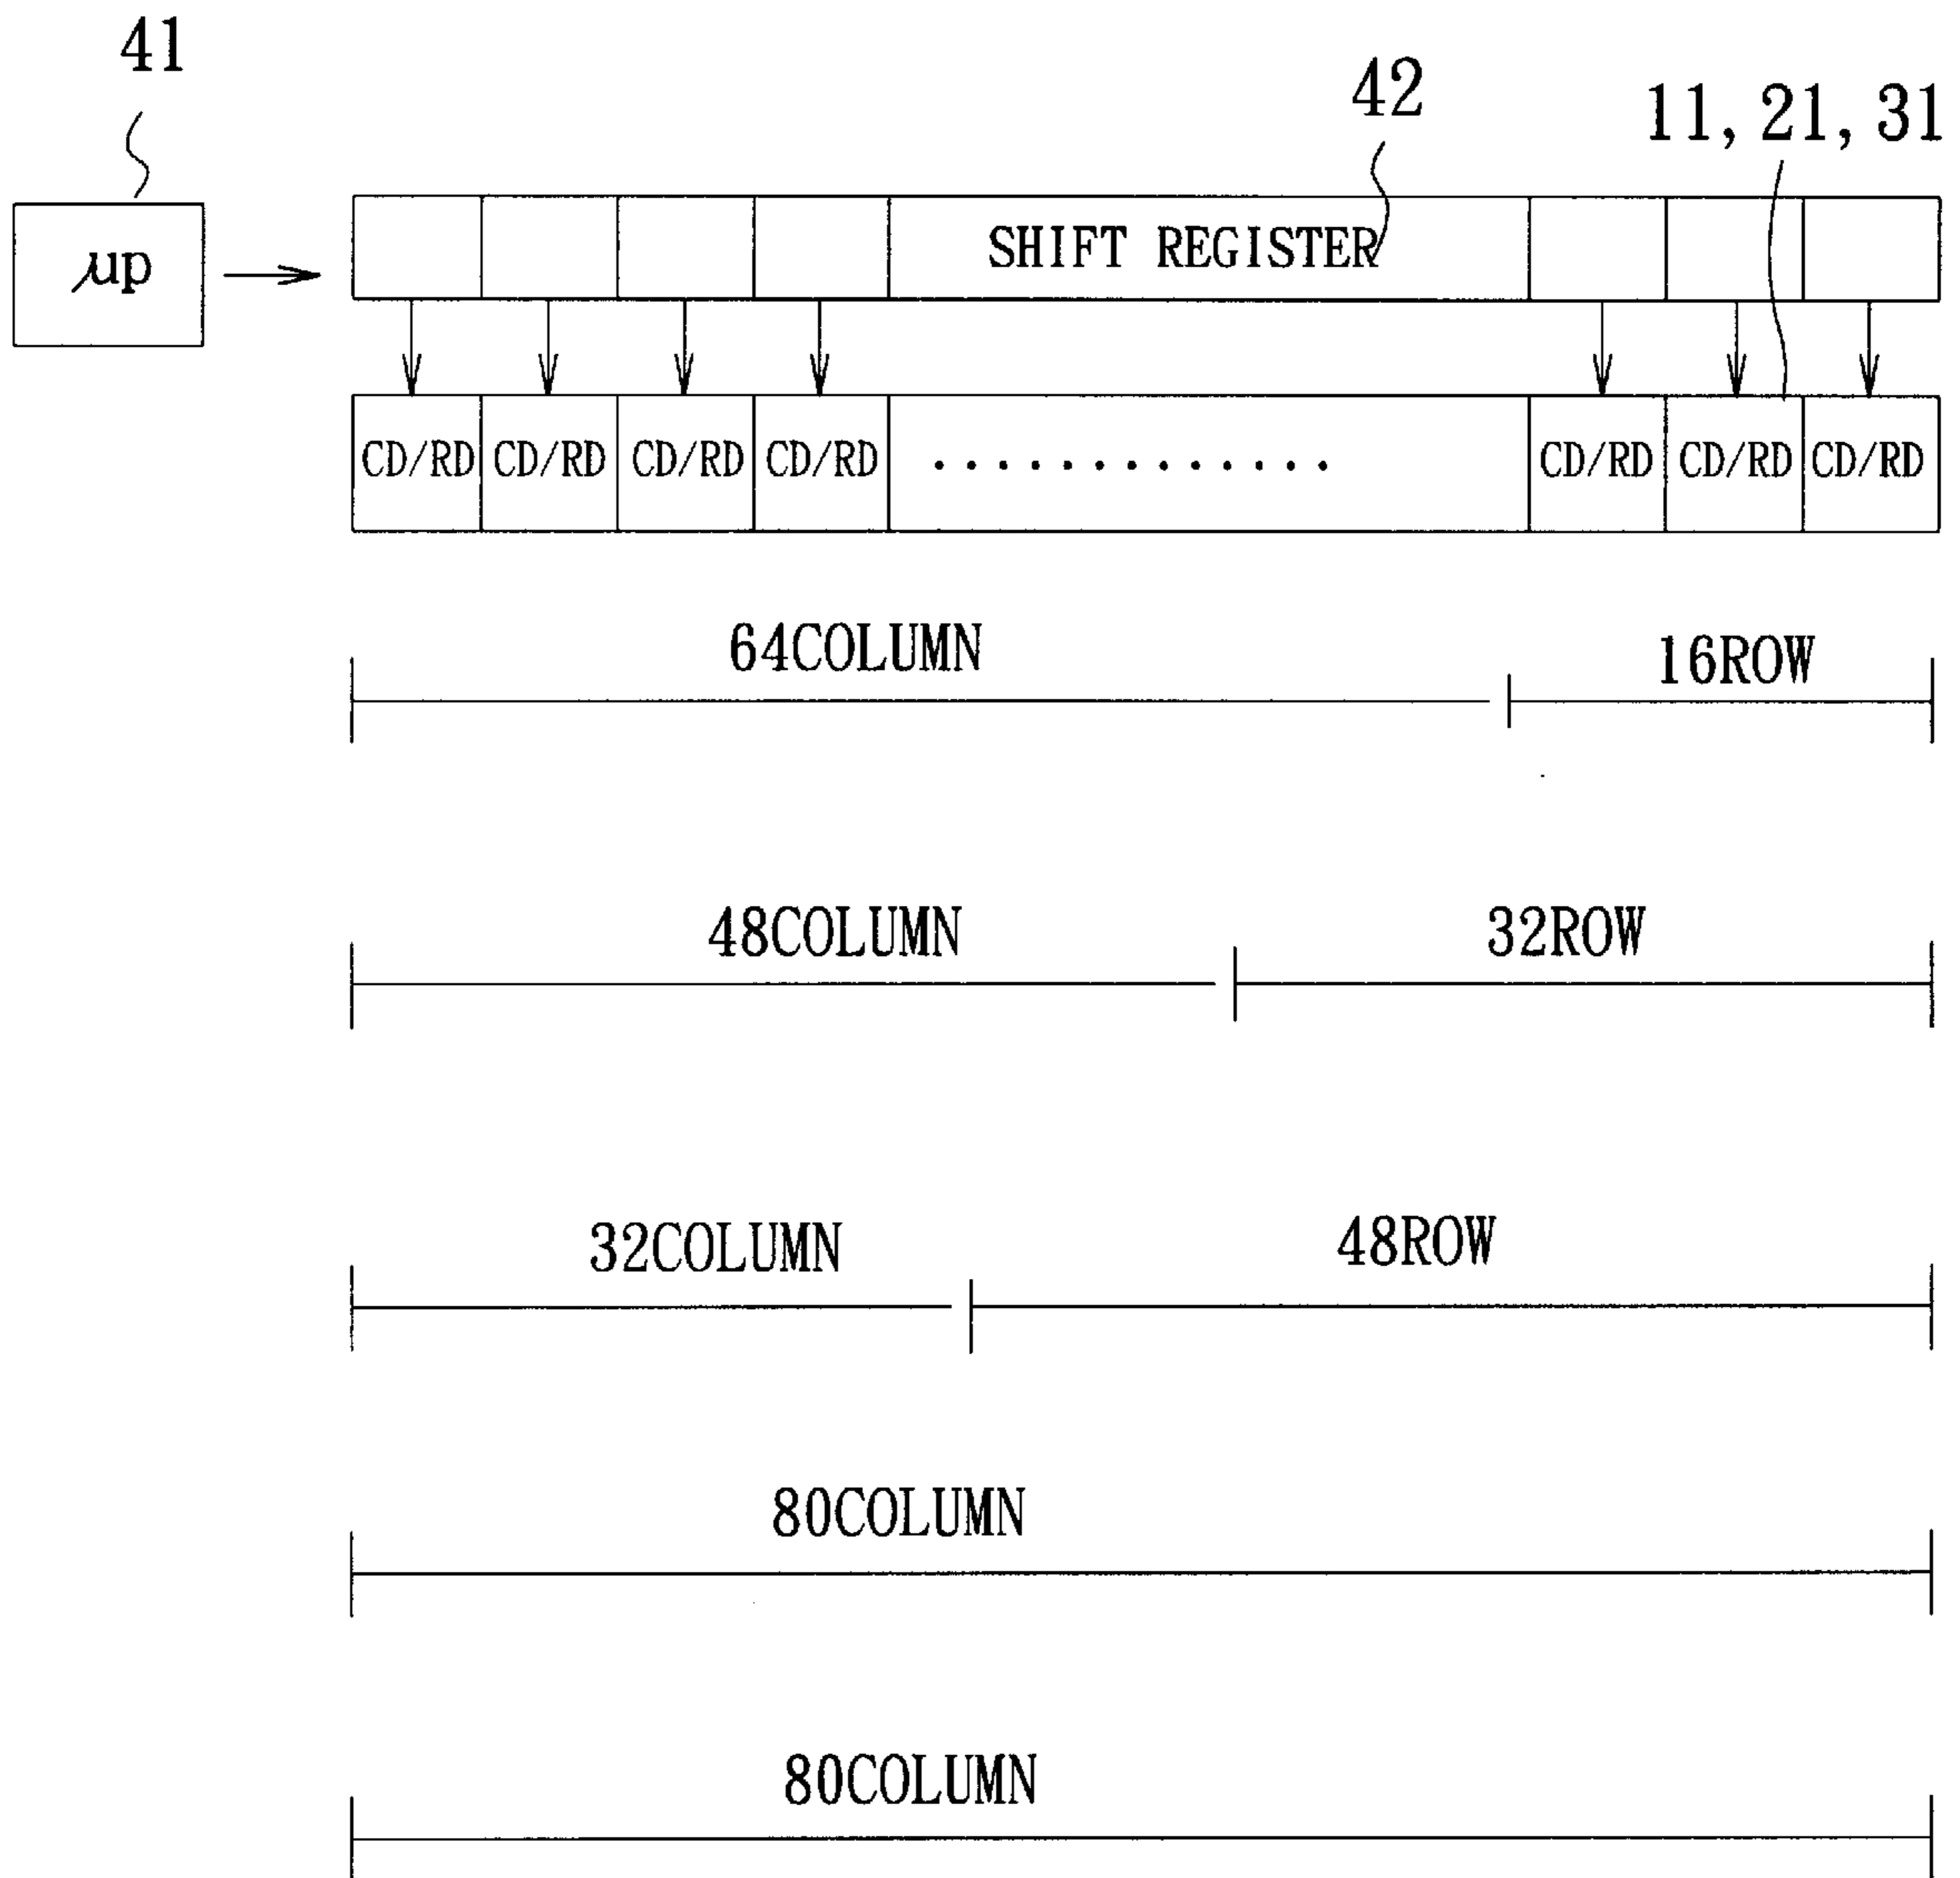 41
42
11, 21, 31
μp
SHIFT REGISTER
CD/RD CD/RD CD/RD CD/RD .............. CD/RD CD/RD CD/RD
64COLUMN 16ROW
48COLUMN 32ROW
32COLUMN 48ROW
80COLUMN
80COLUMN